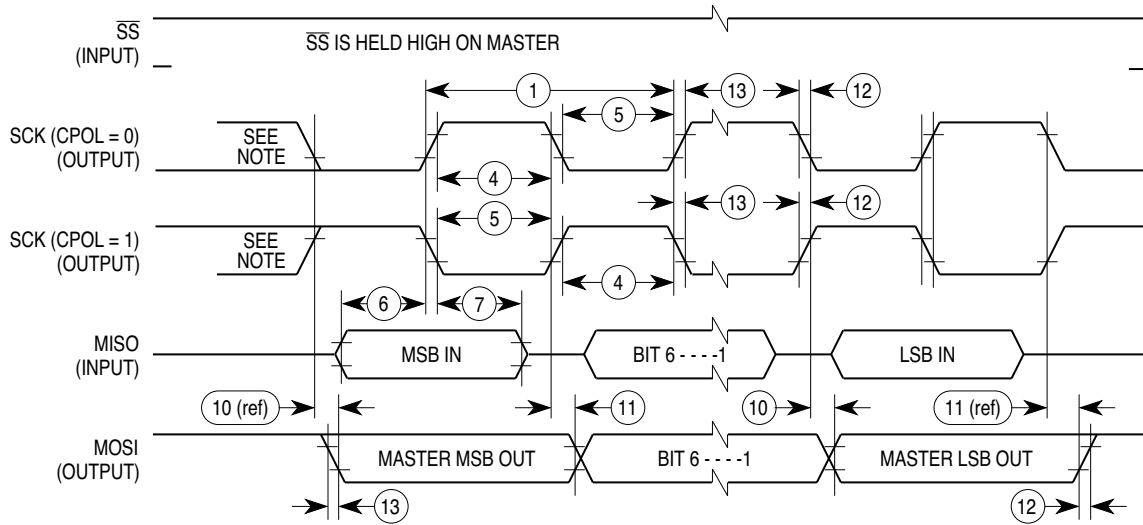 SS
(INPUT)
SS IS HELD HIGH ON MASTER
1
13
12
5
SCK (CPOL = 0)
(OUTPUT)
SEE
NOTE
4
5
13
12
SCK (CPOL = 1)
(OUTPUT)
SEE
NOTE
4
6
7
MISO
(INPUT)
MSB IN
BIT 6 - - - -1
LSB IN
10 (ref)
11
10
11 (ref)
MOSI
(OUTPUT)
MASTER MSB OUT
BIT 6 - - - -1
MASTER LSB OUT
13
12